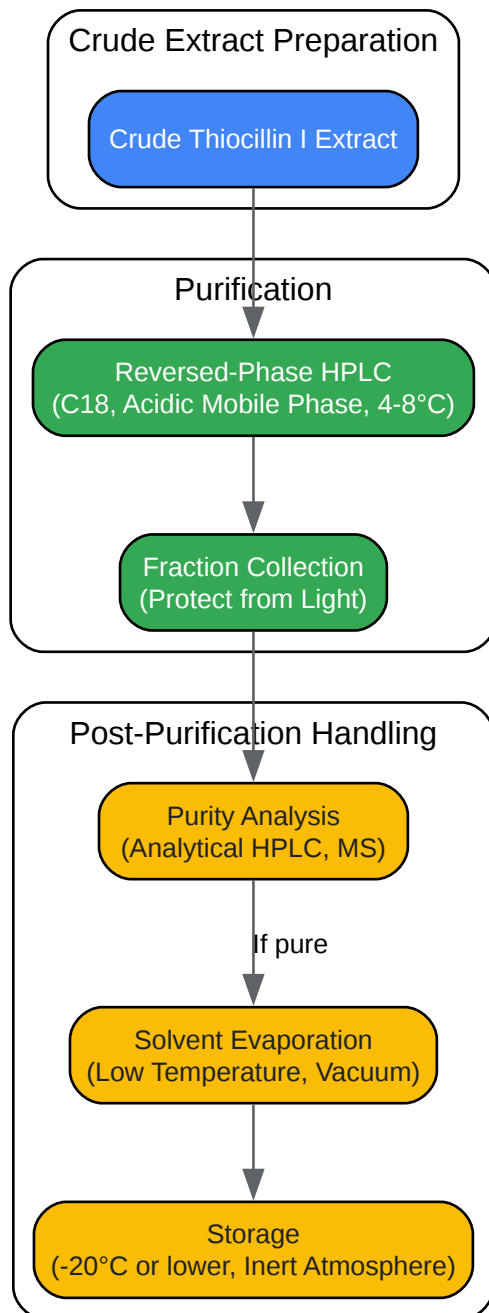 Crude Extract Preparation
Crude Thiocillin I Extract
Purification
Reversed-Phase HPLC
(C18, Acidic Mobile Phase, 4-8°C)
Fraction Collection
(Protect from Light)
Post-Purification Handling
Purity Analysis
(Analytical HPLC, MS)
If pure
Solvent Evaporation
(Low Temperature, Vacuum)
Storage
(-20°C or lower, Inert Atmosphere)